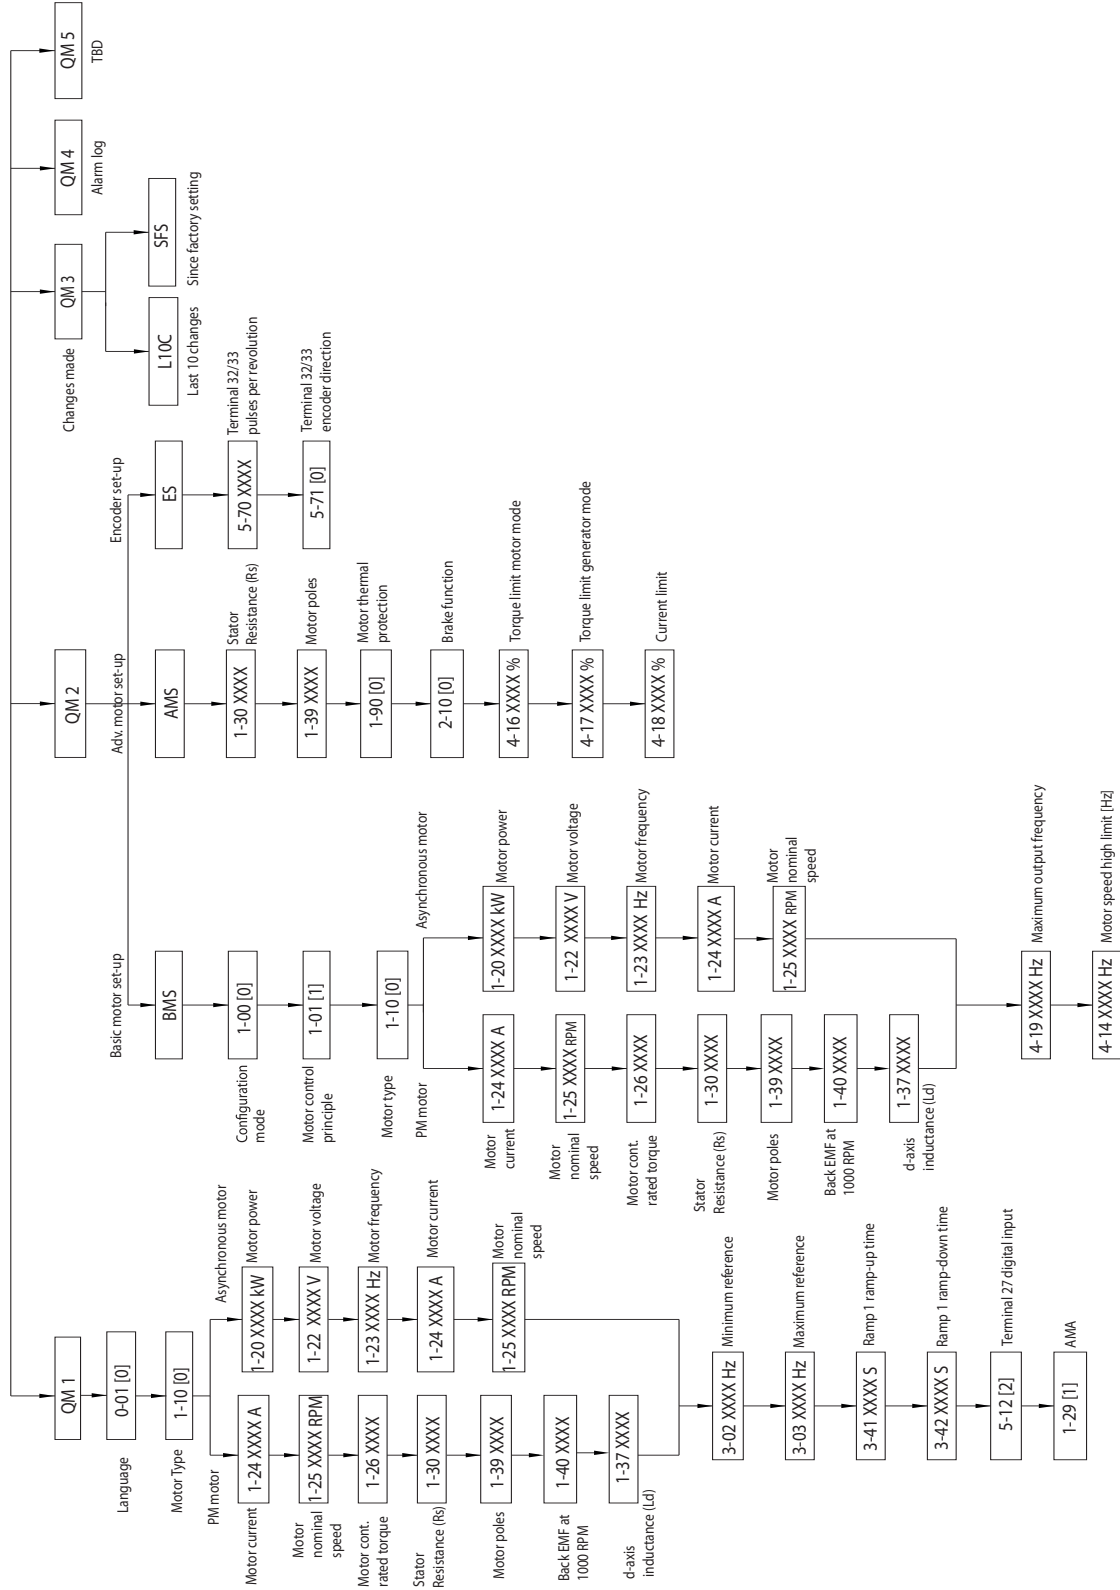 QM 1
0-01 [0]
Language
1-10 [0]
Motor Type
PM motor
1-24 XXXX A
Motor current
1-25 XXXX RPM
Motor
nominal
speed
1-26 XXXX
Motor cont.
rated torque
1-30 XXXX
Stator
Resistance (Rs)
1-39 XXXX
Motor poles
1-40 XXXX
Back EMF at
1000 RPM
1-37 XXXX
d-axis
inductance (Ld)
Asynchronous motor
1-20 XXXX kW
Motor power
1-22 XXXX V
Motor voltage
1-23 XXXX Hz
Motor frequency
1-24 XXXX A
Motor current
1-25 XXXX RPM
Motor
nominal
speed
3-02 XXXX Hz
Minimum reference
3-03 XXXX Hz
Maximum reference
3-41 XXXX S
Ramp 1 ramp-up time
3-42 XXXX S
Ramp 1 ramp-down time
5-12 [2]
Terminal 27 digital input
1-29 [1]
AMA
QM 2
Basic motor set-up
BMS
1-00 [0]
Configuration
mode
1-01 [1]
Motor control
principle
1-10 [0]
Motor type
PM motor
1-24 XXXX A
Motor
current
1-25 XXXX RPM
Motor
nominal
speed
1-26 XXXX
Motor cont.
rated torque
1-30 XXXX
Stator
Resistance (Rs)
1-39 XXXX
Motor poles
1-40 XXXX
Back EMF at
1000 RPM
1-37 XXXX
d-axis
inductance (Ld)
Asynchronous motor
1-20 XXXX kW
Motor power
1-22 XXXX V
Motor voltage
1-23 XXXX Hz
Motor frequency
1-24 XXXX A
Motor current
1-25 XXXX RPM
Motor
nominal
speed
4-19 XXXX Hz
Maximum output frequency
4-14 XXXX Hz
Motor speed high limit [Hz]
Adv. motor set-up
AMS
1-30 XXXX
Stator
Resistance (Rs)
1-39 XXXX
Motor poles
1-90 [0]
Motor thermal
protection
2-10 [0]
Brake function
4-16 XXXX %
Torque limit motor mode
4-17 XXXX %
Torque limit generator mode
4-18 XXXX %
Current limit
Encoder set-up
ES
5-70 XXXX
Terminal 32/33
pulses per revolution
5-71 [0]
Terminal 32/33
encoder direction
QM 3
Changes made
L10C
Last 10 changes
SFS
Since factory setting
QM 4
Alarm log
QM 5
TBD